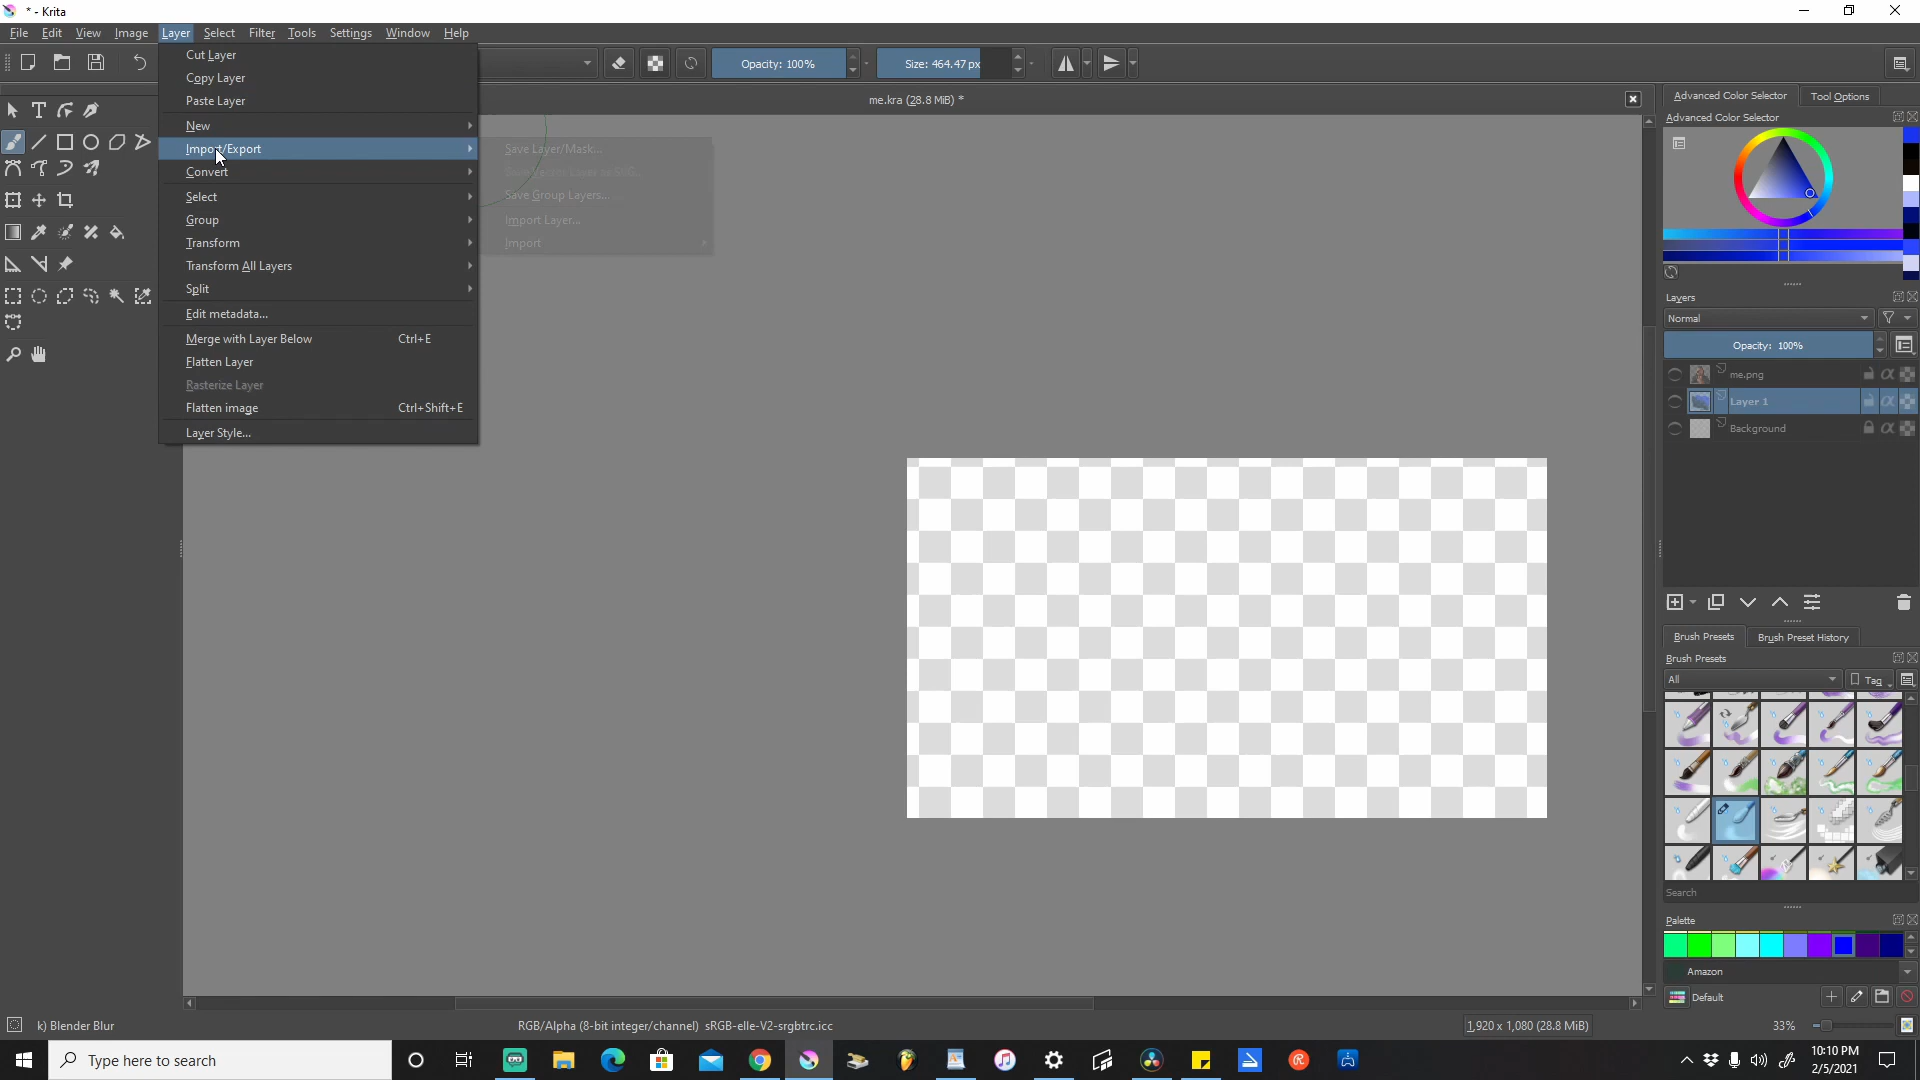 * - Krita
File Edit View Image Layer Select Filter Tools Settings Window Help
Opacity: 100%
Size: 464.47 px
me.kra (28.8 MiB) *
Cut Layer
Copy Layer
Paste Layer
New
Import/Export
Convert
Select
Group
Transform
Transform All Layers
Split
Edit metadata...
Merge with Layer Below Ctrl+E
Flatten Layer
Rasterize Layer
Flatten image Ctrl+Shift+E
Layer Style...
Save Layer/Mask...
Save Vector Layer as SVG...
Save Group Layers...
Import Layer...
Import
Advanced Color Selector Tool Options
Advanced Color Selector
Layers
Normal
Opacity: 100%
me.png
Layer 1
Background
Brush Presets Brush Preset History
Brush Presets
All Tag
Search
Palette
Amazon
Default
k) Blender Blur
RGB/Alpha (8-bit integer/channel) sRGB-elle-V2-srgbtrc.icc
1,920 x 1,080 (28.8 MiB)
33%
Type here to search
10:10 PM
2/5/2021